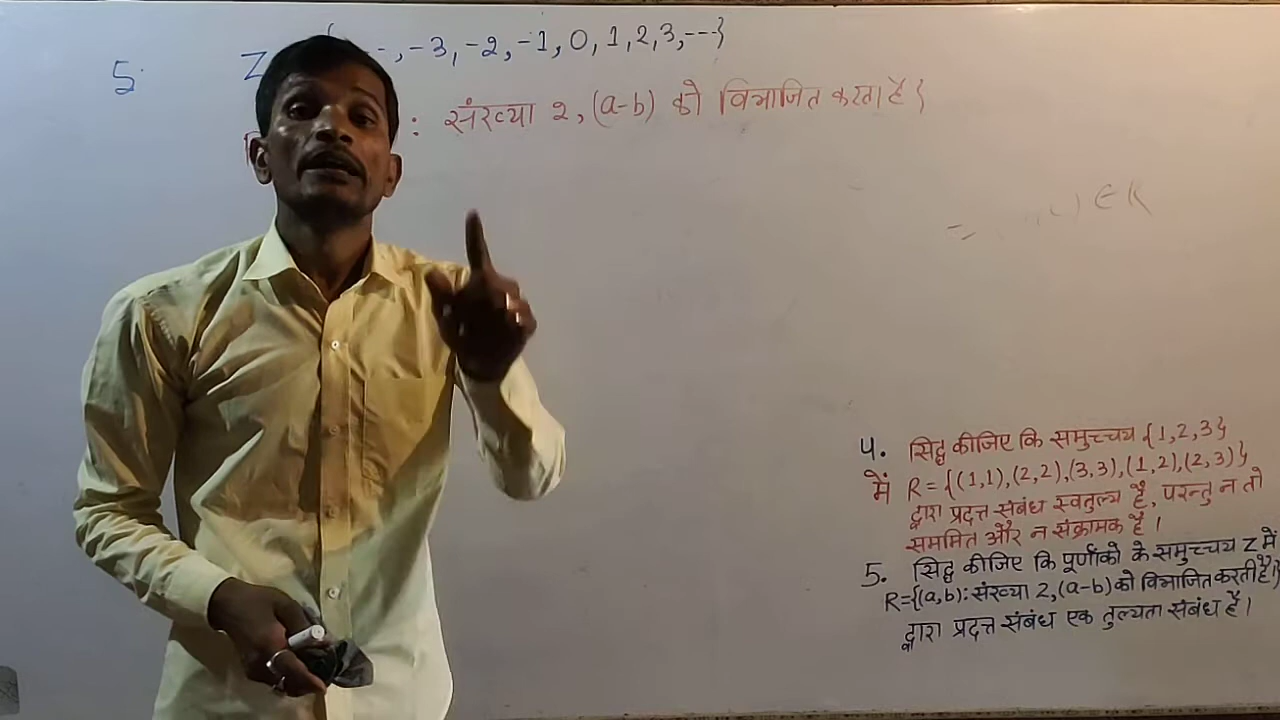 5. Z , -3, -2, -1, 0, 1, 2, 3, ---}
: संख्या 2, (a-b) को विभाजित करता है }
∈ R
4. सिद्ध कीजिए कि समुच्चय {1,2,3}
में R = {(1,1),(2,2),(3,3),(1,2),(2,3)}
द्वारा प्रदत्त संबंध स्वतुल्य है, परन्तु न तो
सममित और न संक्रामक है ।
5. सिद्ध कीजिए कि पूर्णांको के समुच्चय Z में
R={(a,b): संख्या 2,(a-b) को विभाजित करती है}
द्वारा प्रदत्त संबंध एक तुल्यता संबंध है ।